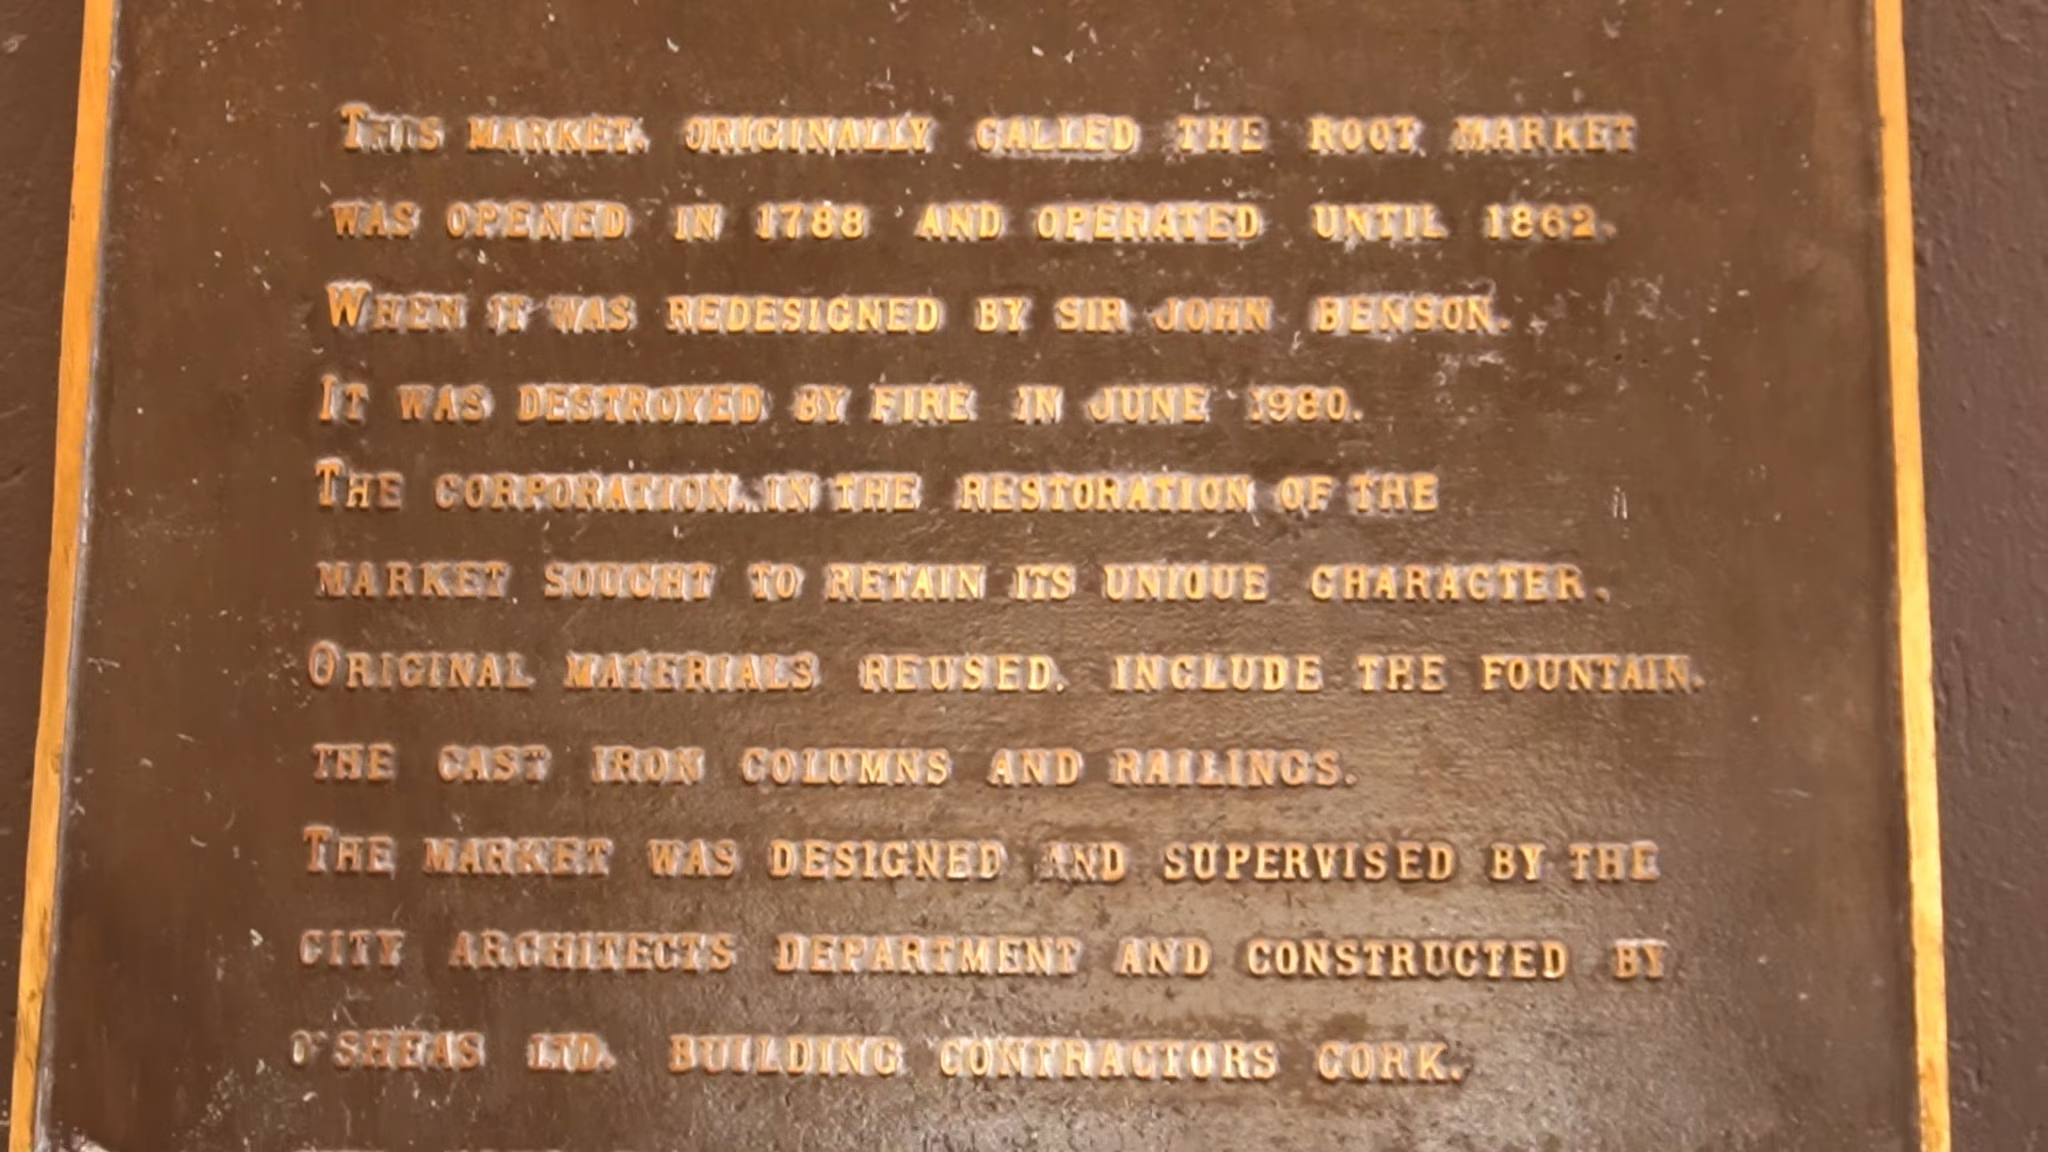 THIS MARKET, ORIGINALLY CALLED THE ROOT MARKET
WAS OPENED IN 1788 AND OPERATED UNTIL 1862.
WHEN IT WAS REDESIGNED BY SIR JOHN BENSON.
IT WAS DESTROYED BY FIRE IN JUNE 1980.
THE CORPORATION, IN THE RESTORATION OF THE
MARKET SOUGHT TO RETAIN ITS UNIQUE CHARACTER.
ORIGINAL MATERIALS REUSED, INCLUDE THE FOUNTAIN,
THE CAST IRON COLUMNS AND RAILINGS.
THE MARKET WAS DESIGNED AND SUPERVISED BY THE
CITY ARCHITECTS DEPARTMENT AND CONSTRUCTED BY
O'SHEAS LTD. BUILDING CONTRACTORS CORK.